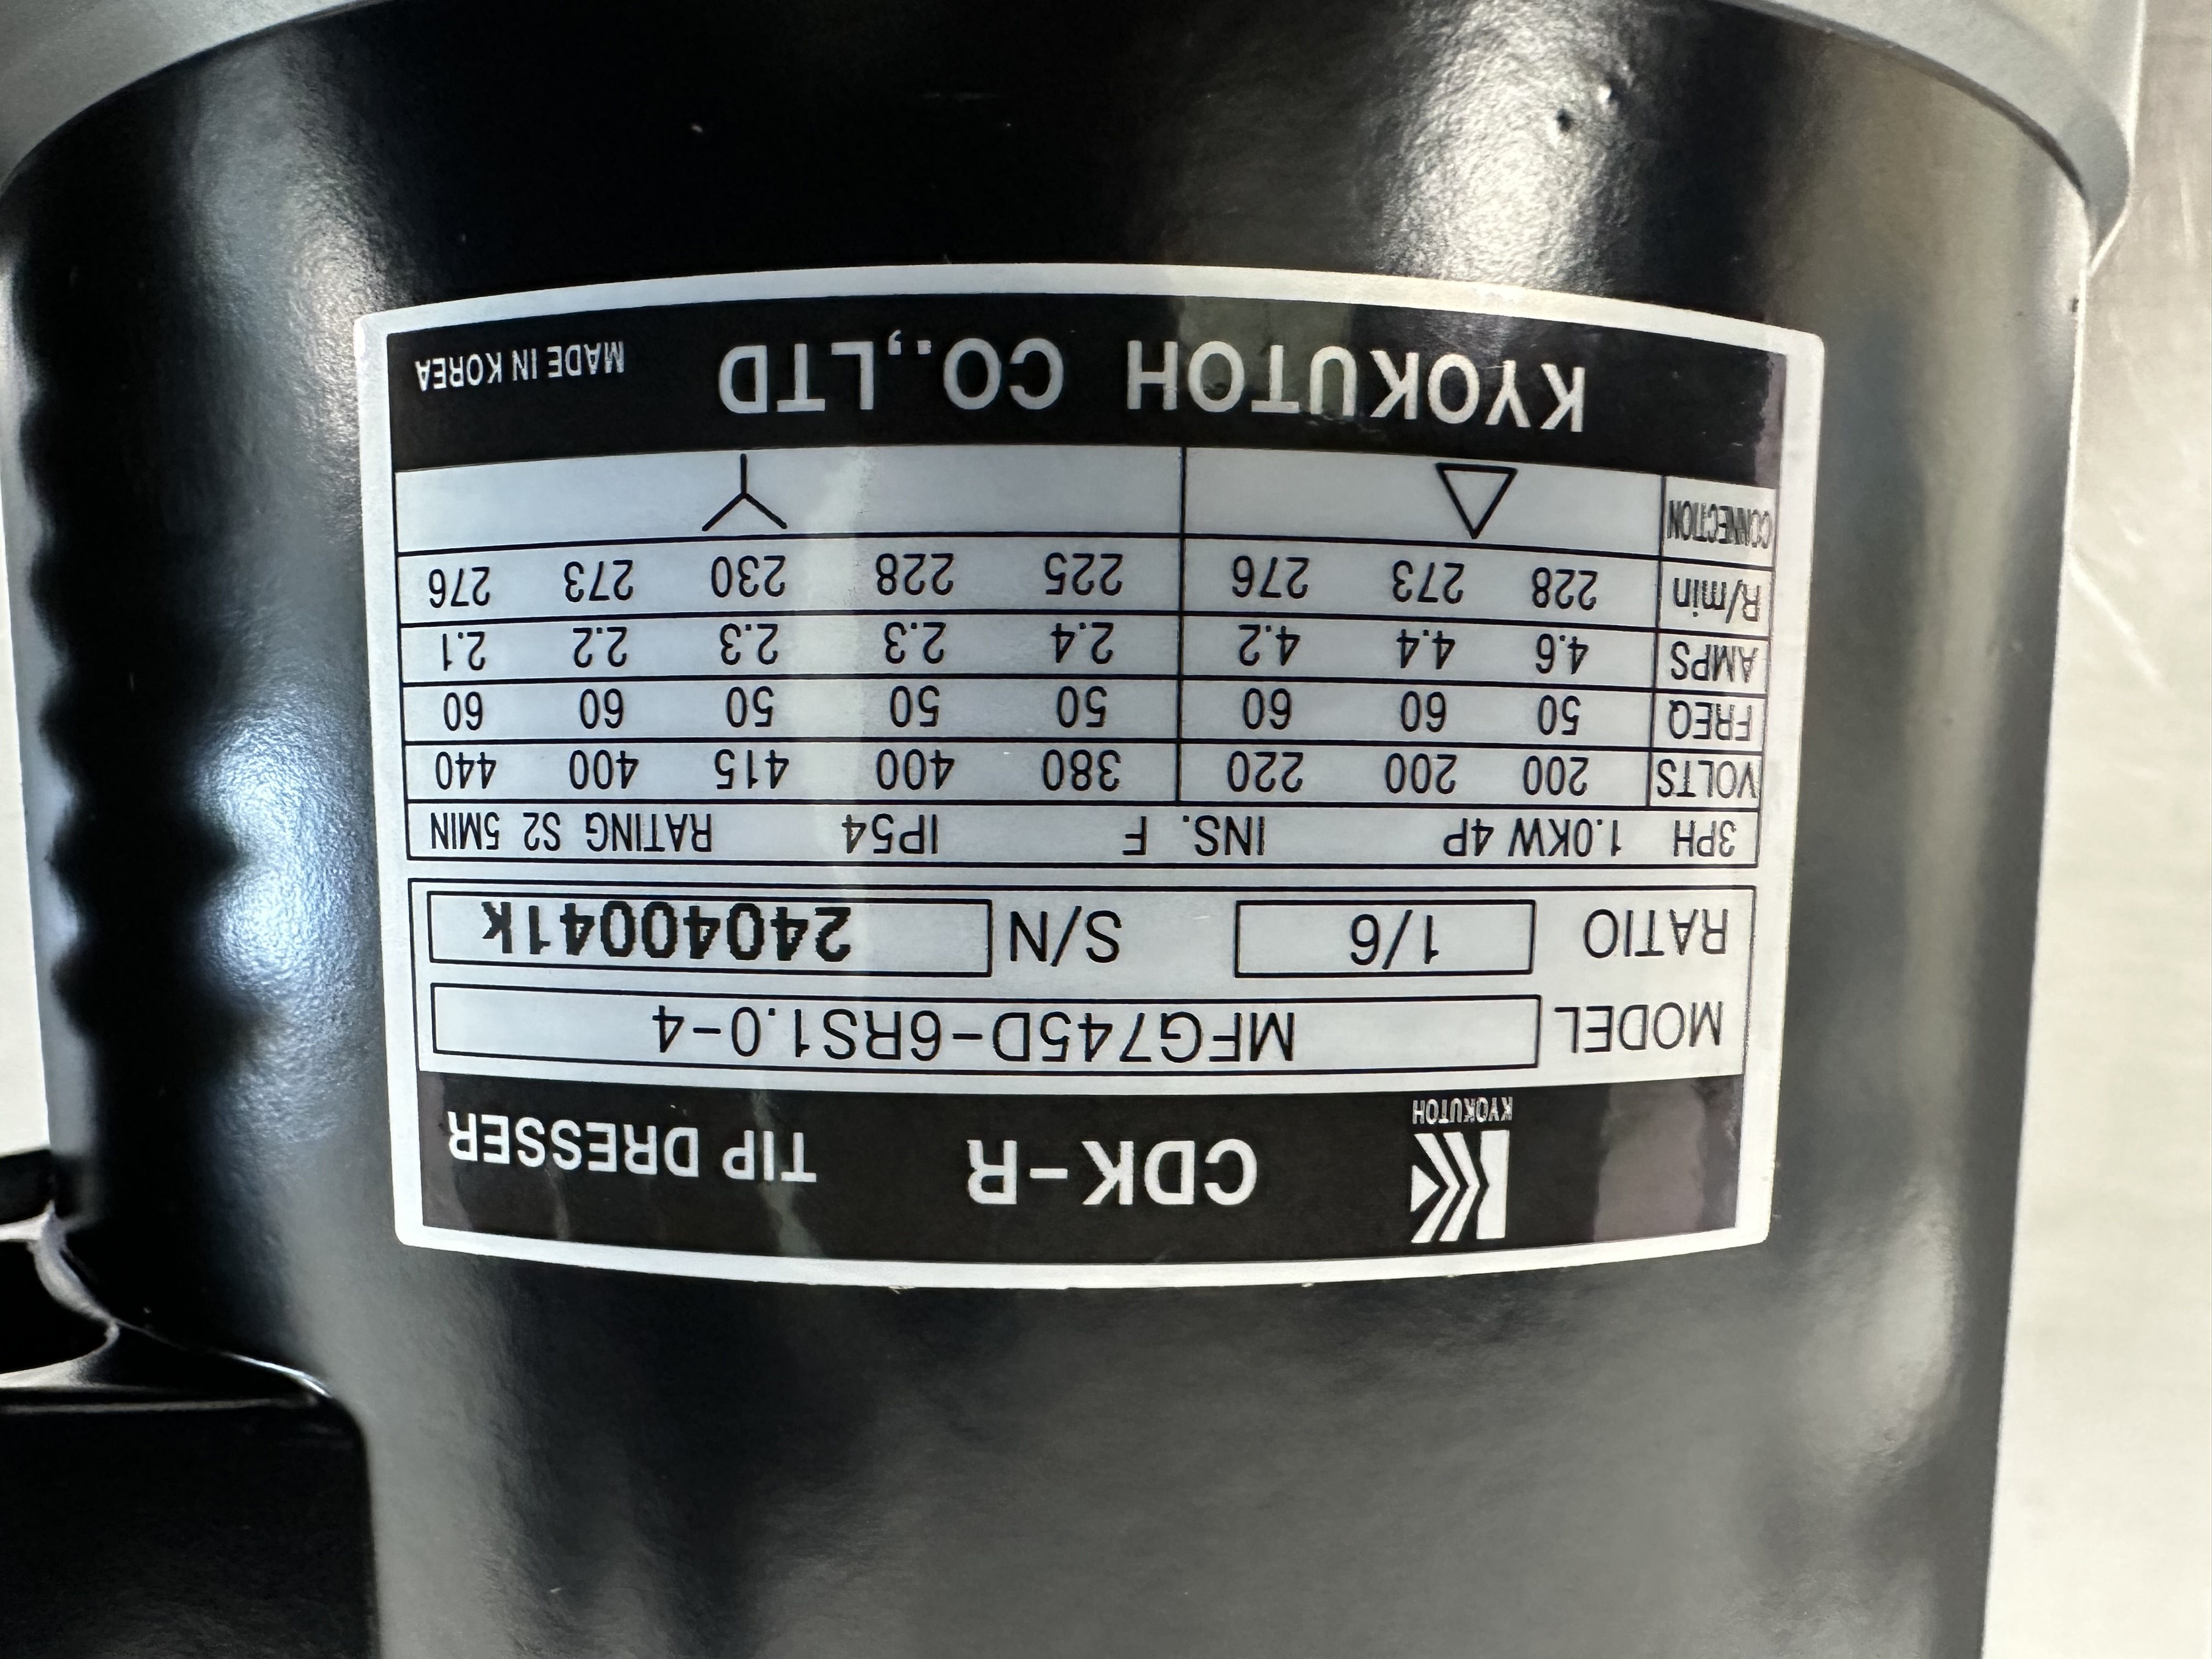 KYOKUTOH
CDK-R TIP DRESSER
MODEL MFG745D-6RS1.0-4
RATIO 1/6 S/N 24040041k
3PH 1.0KW 4P INS. F IP54 RATING S2 5MIN
VOLTS 200 200 220 380 400 415 400 440
FREQ 50 60 60 50 50 50 60 60
AMPS 4.6 4.4 4.2 2.4 2.3 2.3 2.2 2.1
R/min 228 273 276 225 228 230 273 276
CONNECTION
KYOKUTOH CO.,LTD MADE IN KOREA